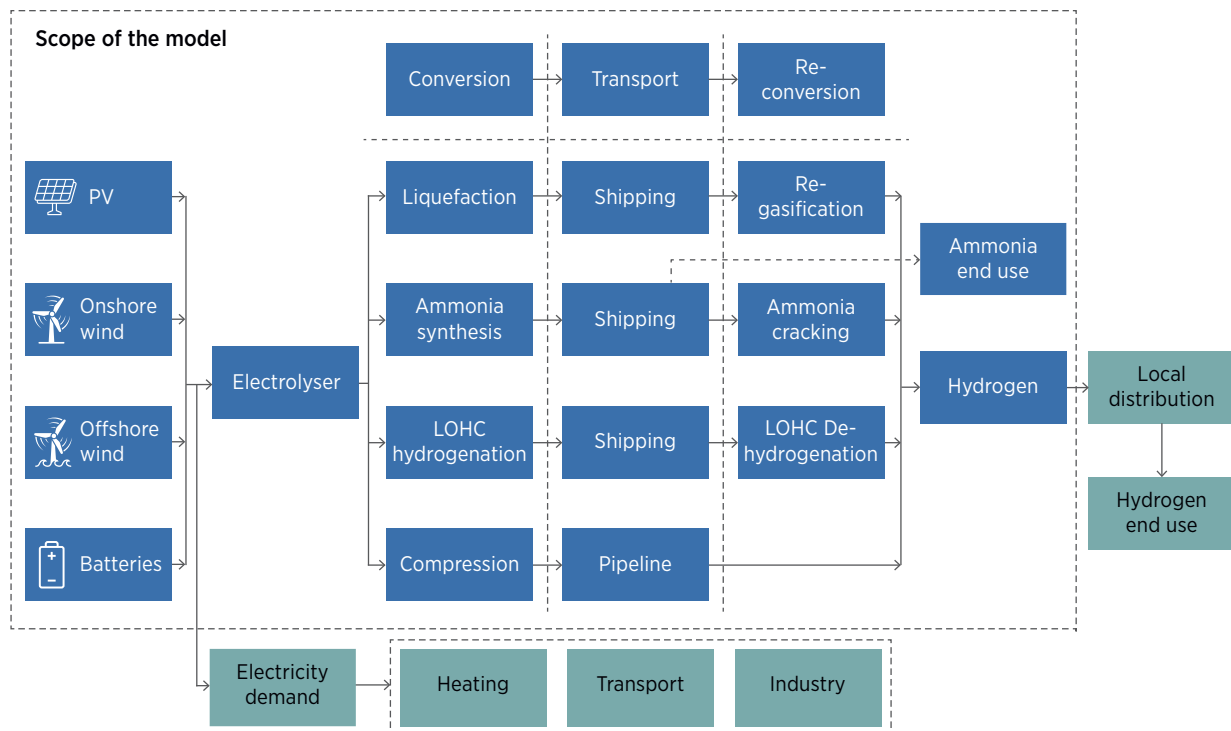 Scope of the model
Conversion
Transport
Re-
conversion
PV
Liquefaction
Shipping
Re-
gasification
Ammonia
end use
Onshore
wind
Ammonia
synthesis
Shipping
Ammonia
cracking
Electrolyser
Hydrogen
Local
distribution
Offshore
wind
LOHC
hydrogenation
Shipping
LOHC De-
hydrogenation
Hydrogen
end use
Batteries
Compression
Pipeline
Electricity
demand
Heating
Transport
Industry